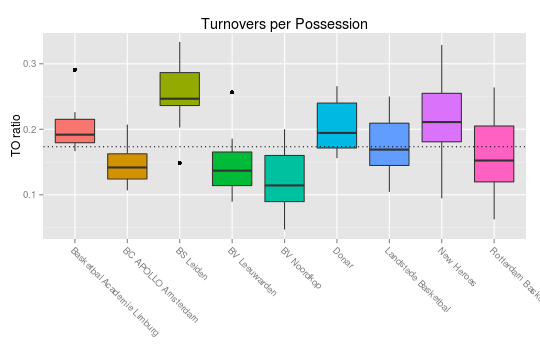 Turnovers per Possession
TO ratio
0.3
0.2
0.1
Basketbal Academie Limburg
BC APOLLO Amsterdam
BS Leiden
BV Leeuwarden
BV Noordkop
Donar
Landstede Basketbal
New Heroes
Rotterdam Bask